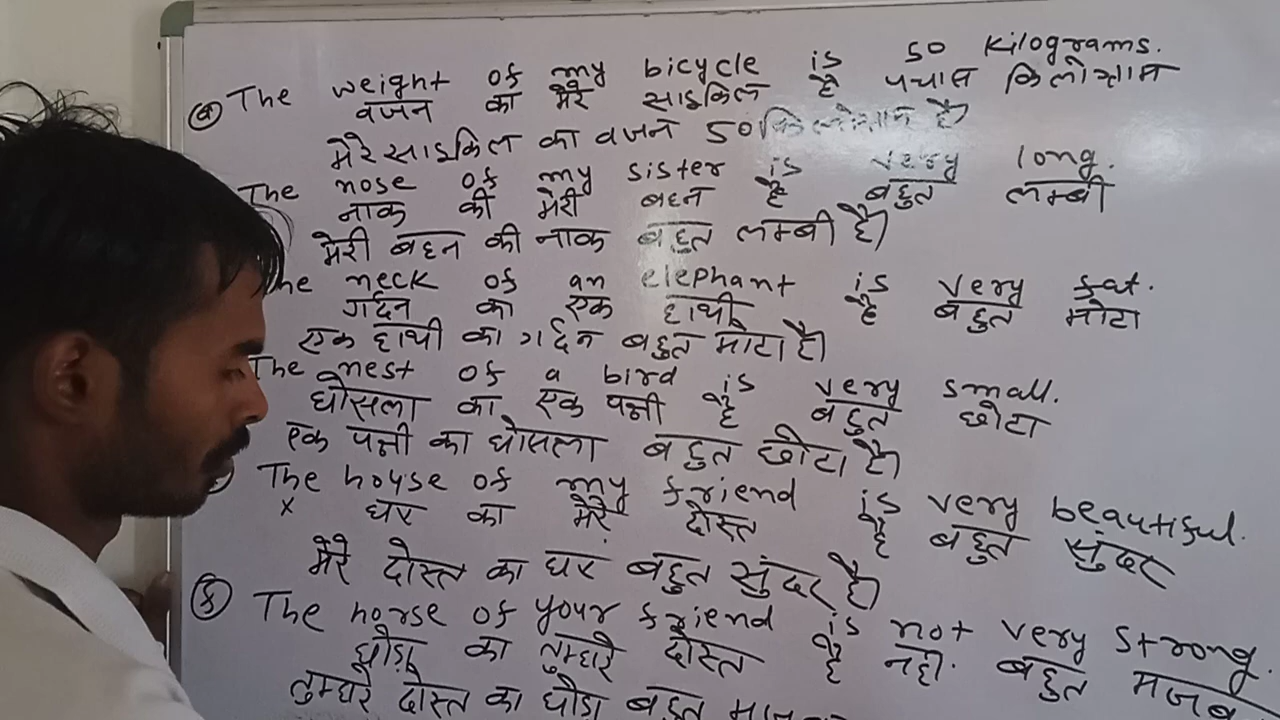 (a) The weight of my bicycle is 50 kilograms.
वजन का मेरे साइकिल है पचास किलोग्राम
मेरे साइकिल का वजन 50 किलोग्राम है।
The nose of my sister is very long.
नाक की मेरी बहन है बहुत लम्बी
मेरी बहन की नाक बहुत लम्बी है।
The neck of an elephant is very fat.
गर्दन का एक हाथी है बहुत मोटा
एक हाथी का गर्दन बहुत मोटा है।
The nest of a bird is very small.
घोसला का एक पक्षी है बहुत छोटा
एक पक्षी का घोसला बहुत छोटा है।
The house of my friend is very beautiful.
x घर का मेरे दोस्त है बहुत सुंदर
मेरे दोस्त का घर बहुत सुंदर है।
(f) The horse of your friend is not very strong.
घोड़ा का तुम्हारे दोस्त है नहीं बहुत
तुम्हारे दोस्त का घोड़ा बहुत